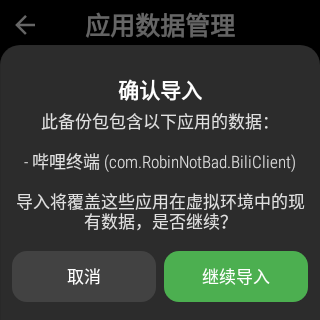 应用数据管理
确认导入
此备份包包含以下应用的数据：
- 哔哩终端 (com.RobinNotBad.BiliClient)
导入将覆盖这些应用在虚拟环境中的现
有数据，是否继续？
取消
继续导入